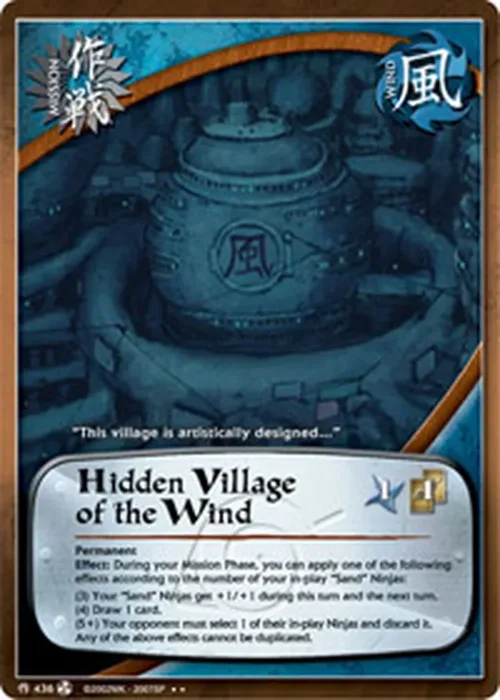 作戦
MISSION
WIND
風
風
"This village is artistically designed..."
Hidden Village
of the Wind
1
1
Permanent
Effect: During your Mission Phase, you can apply one of the following
effects according to the number of your in-play "Sand" Ninjas:
(3) Your "Sand" Ninjas get +1/+1 during this turn and the next turn.
(4) Draw 1 card.
(5+) Your opponent must select 1 of their in-play Ninjas and discard it.
Any of the above effects cannot be duplicated.
436 ©2002MK · 2007SP